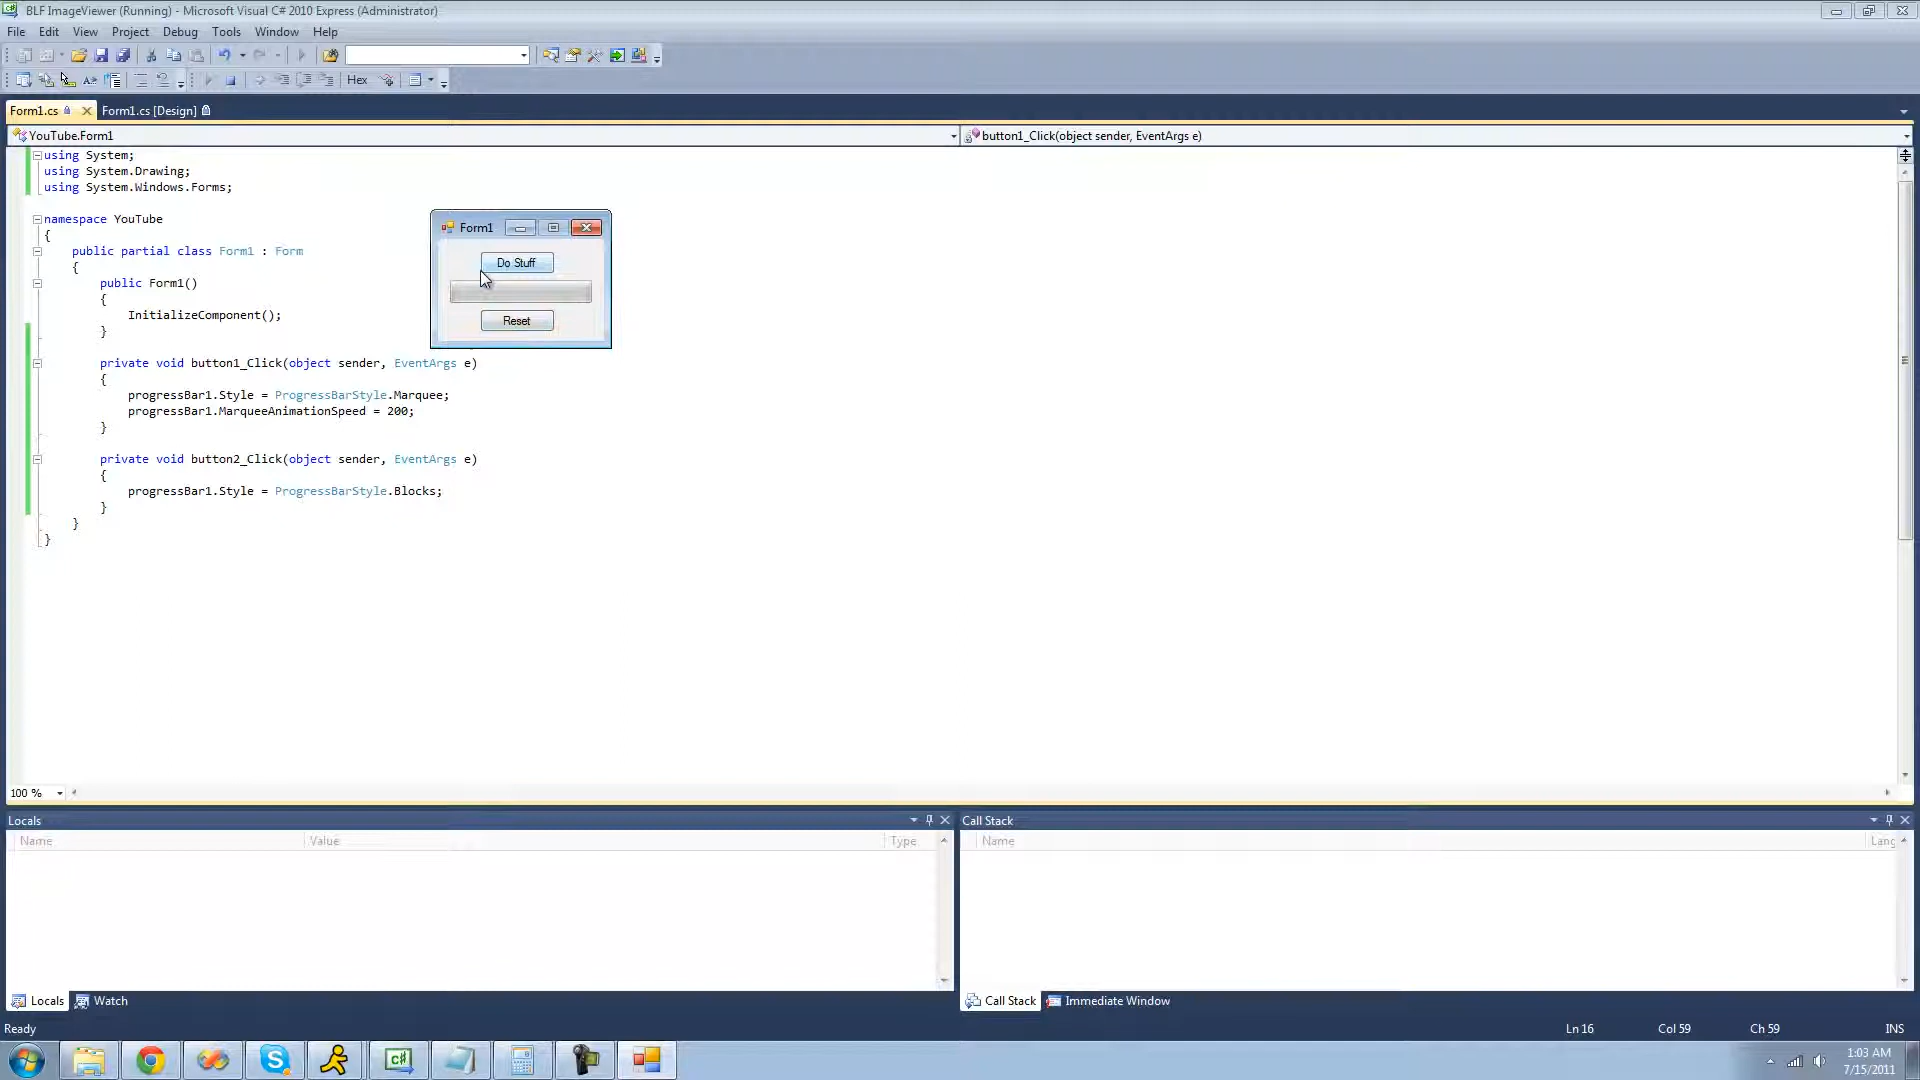 BLF ImageViewer (Running) - Microsoft Visual C# 2010 Express (Administrator)
File Edit View Project Debug Tools Window Help
Hex
Form1.cs Form1.cs [Design]
YouTube.Form1 button1_Click(object sender, EventArgs e)
using System;
using System.Drawing;
using System.Windows.Forms;
namespace YouTube
{
public partial class Form1 : Form
{
public Form1()
{
InitializeComponent();
}
private void button1_Click(object sender, EventArgs e)
{
progressBar1.Style = ProgressBarStyle.Marquee;
progressBar1.MarqueeAnimationSpeed = 200;
}
private void button2_Click(object sender, EventArgs e)
{
progressBar1.Style = ProgressBarStyle.Blocks;
}
}
}
Form1
Do Stuff
Reset
100 %
Locals
Name Value Type
Call Stack
Name Lang
Locals Watch
Call Stack Immediate Window
Ready Ln 16 Col 59 Ch 59 INS
1:03 AM
7/15/2011